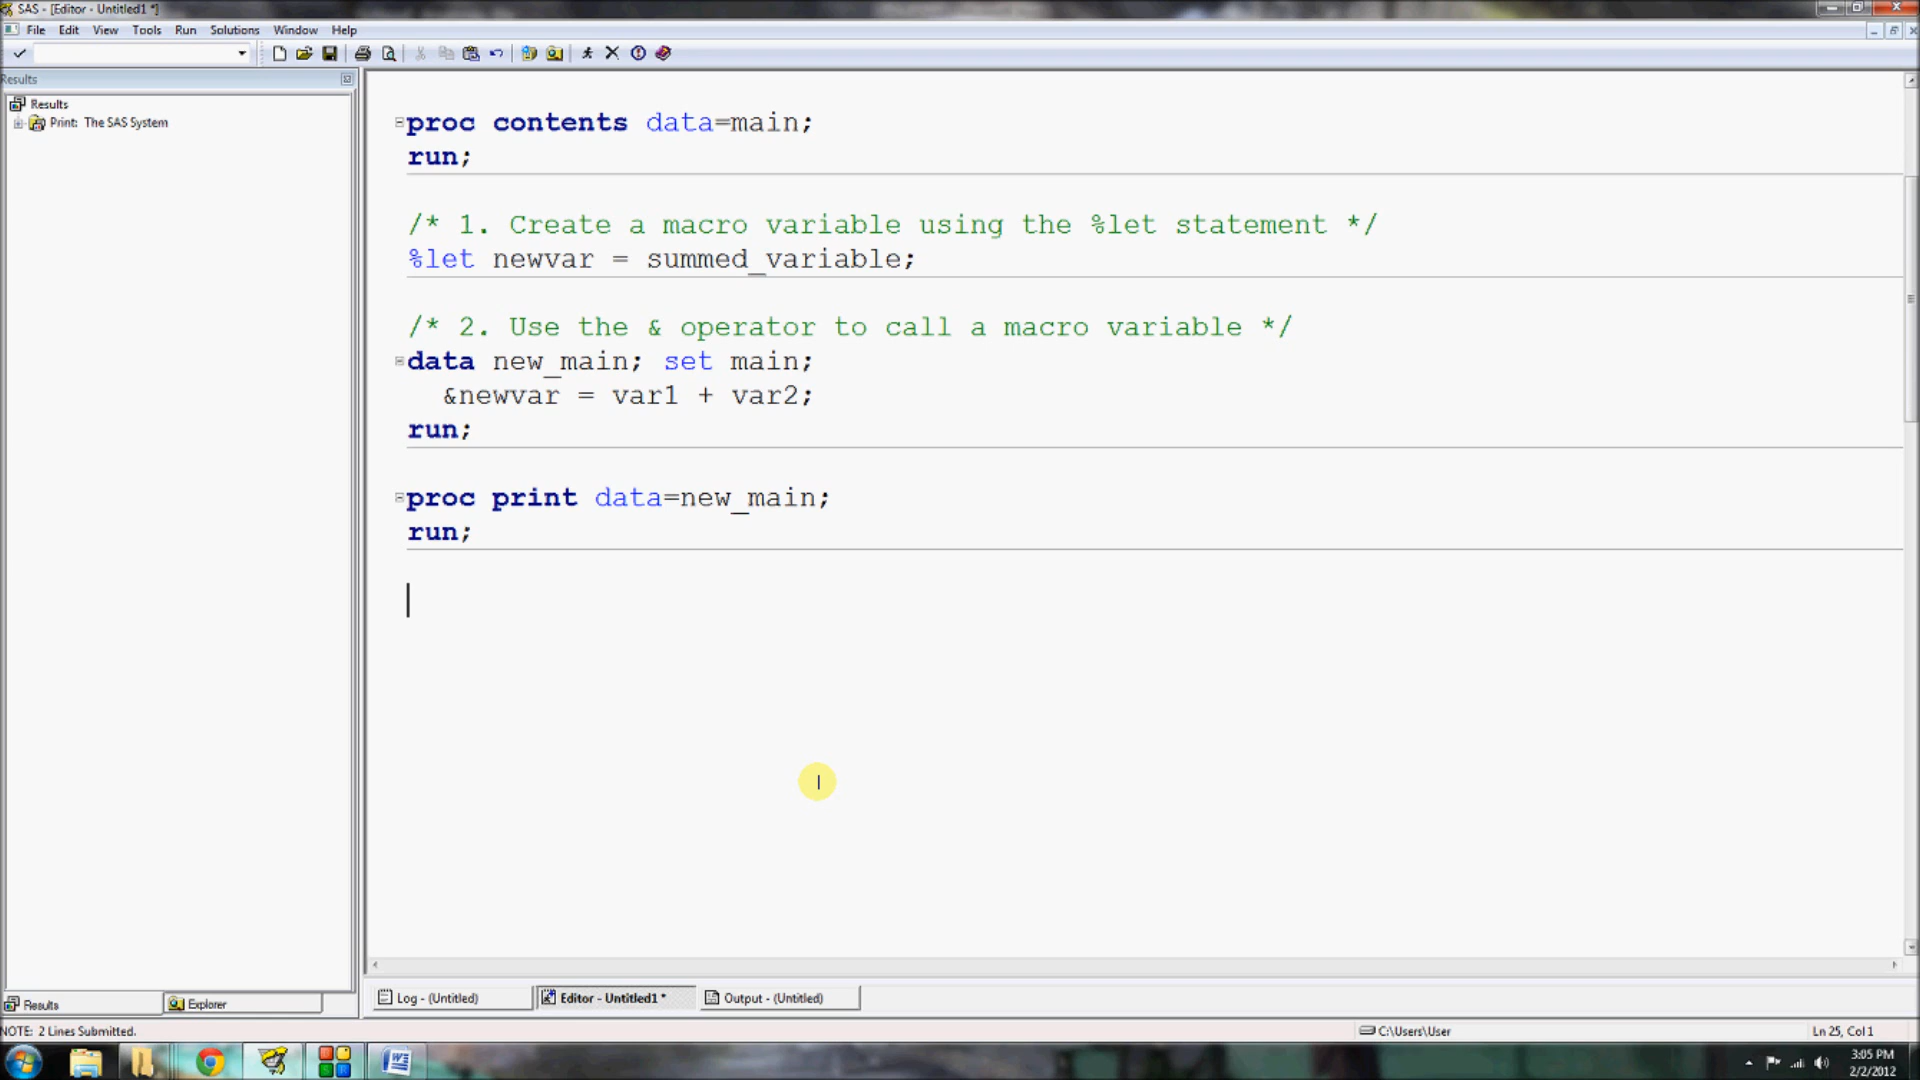 SAS - [Editor - Untitled1 *]
File Edit View Tools Run Solutions Window Help
Results
Results
Print: The SAS System
proc contents data=main;
run;
/* 1. Create a macro variable using the %let statement */
%let newvar = summed_variable;
/* 2. Use the & operator to call a macro variable */
data new_main; set main;
&newvar = var1 + var2;
run;
proc print data=new_main;
run;
Results Explorer
Log - (Untitled) Editor - Untitled1 * Output - (Untitled)
NOTE: 2 Lines Submitted. C:\Users\User Ln 25, Col 1
3:05 PM
2/2/2012